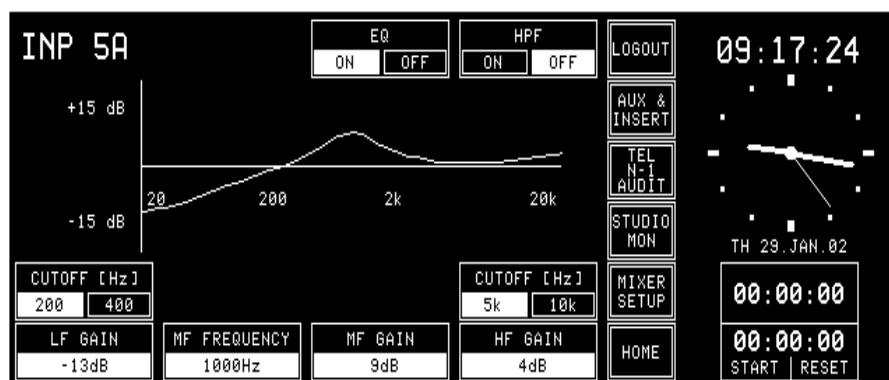 INP 5A
EQ
ON OFF
HPF
ON OFF
LOGOUT
09:17:24
+15 dB
AUX &
INSERT
TEL
N-1
AUDIT
20 200 2k 20k
-15 dB
STUDIO
MON
TH 29.JAN.02
CUTOFF [Hz]
200 400
CUTOFF [Hz]
5k 10k
MIXER
SETUP
00:00:00
LF GAIN
-13dB
MF FREQUENCY
1000Hz
MF GAIN
9dB
HF GAIN
4dB
HOME
00:00:00
START RESET